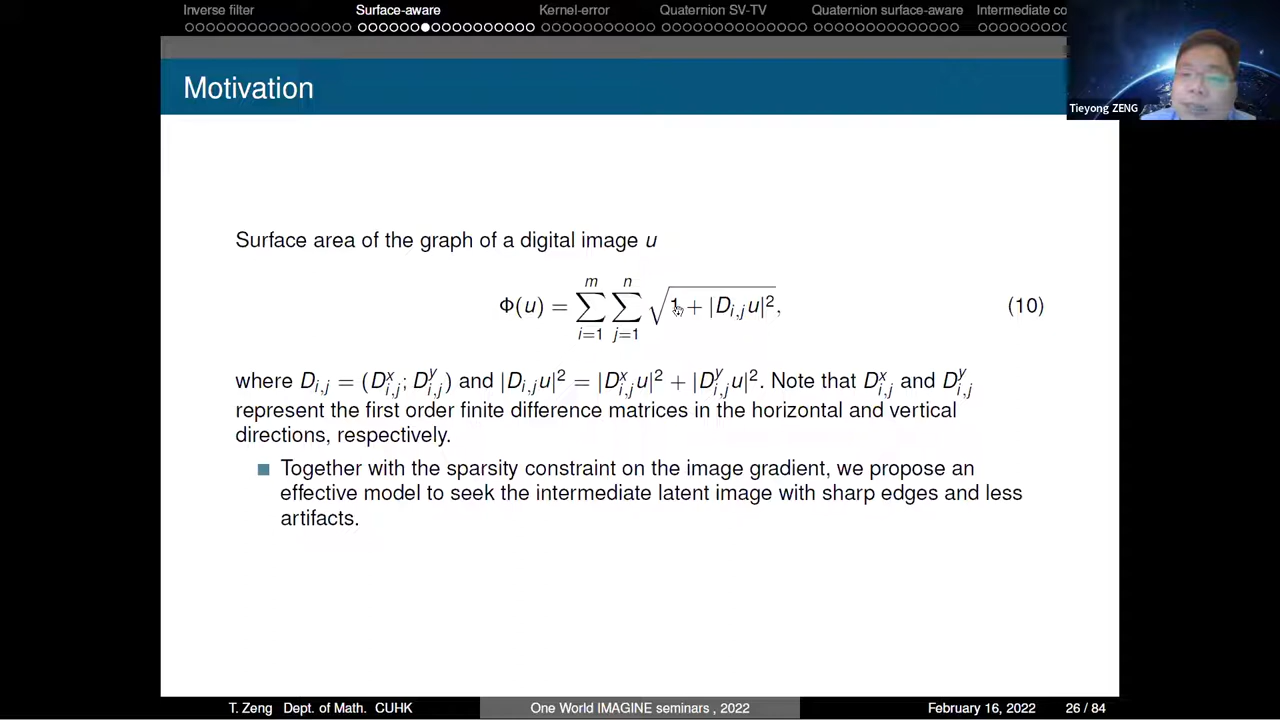 Inverse filter Surface-aware Kernel-error Quaternion SV-TV Quaternion surface-aware Intermediate co
Motivation
Tieyong ZENG
Surface area of the graph of a digital image u
Φ(u) = ∑_{i=1}^{m} ∑_{j=1}^{n} √(1 + |D_{i,j}u|²), (10)
where D_{i,j} = (D^x_{i,j}; D^y_{i,j}) and |D_{i,j}u|² = |D^x_{i,j}u|² + |D^y_{i,j}u|². Note that D^x_{i,j} and D^y_{i,j}
represent the first order finite difference matrices in the horizontal and vertical
directions, respectively.
Together with the sparsity constraint on the image gradient, we propose an
effective model to seek the intermediate latent image with sharp edges and less
artifacts.
T. Zeng Dept. of Math. CUHK One World IMAGINE seminars , 2022 February 16, 2022 26 / 84